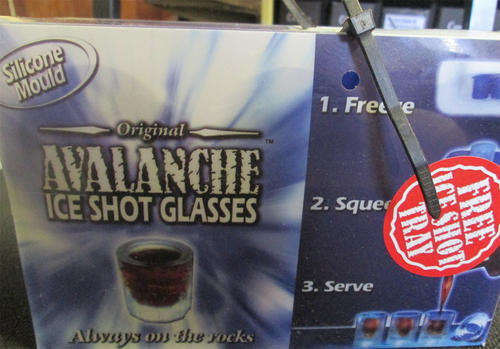 Silicone
Mould
Original
AVALANCHE™
ICE SHOT GLASSES
Always on the rocks
1. Freeze
2. Squee
3. Serve
FREE
ICE SHOT
TRAY